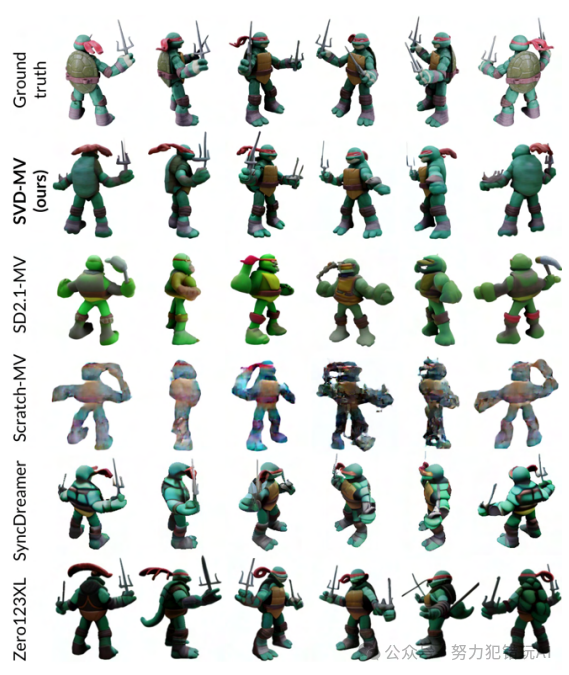 Ground
truth
SVD-MV
(ours)
SD2.1-MV
Scratch-MV
SyncDreamer
Zero123XL
公众号 努力犯错玩AI